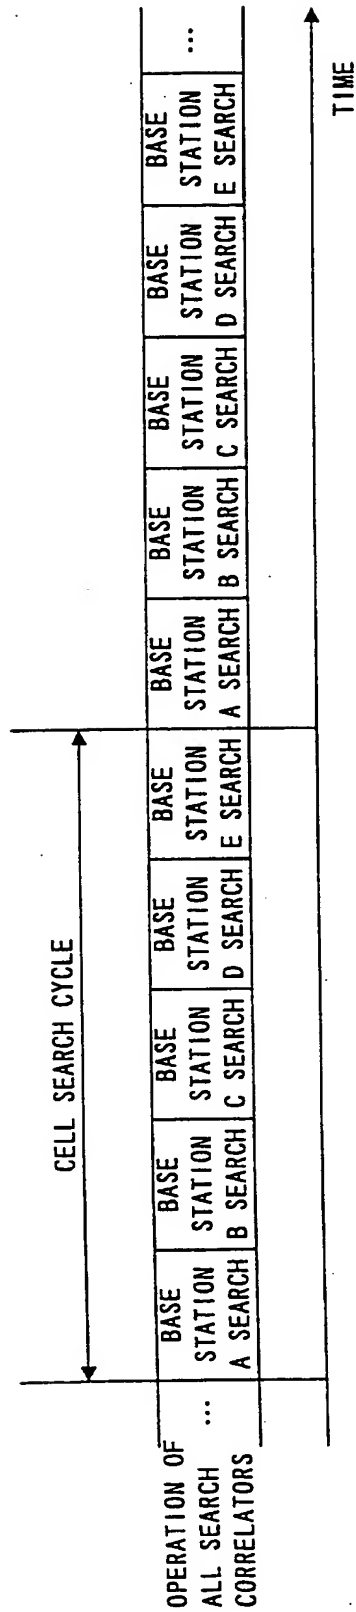 CELL SEARCH CYCLE
OPERATION OF
ALL SEARCH
CORRELATORS
...
BASE
STATION
A SEARCH
BASE
STATION
B SEARCH
BASE
STATION
C SEARCH
BASE
STATION
D SEARCH
BASE
STATION
E SEARCH
BASE
STATION
A SEARCH
BASE
STATION
B SEARCH
BASE
STATION
C SEARCH
BASE
STATION
D SEARCH
BASE
STATION
E SEARCH
...
TIME